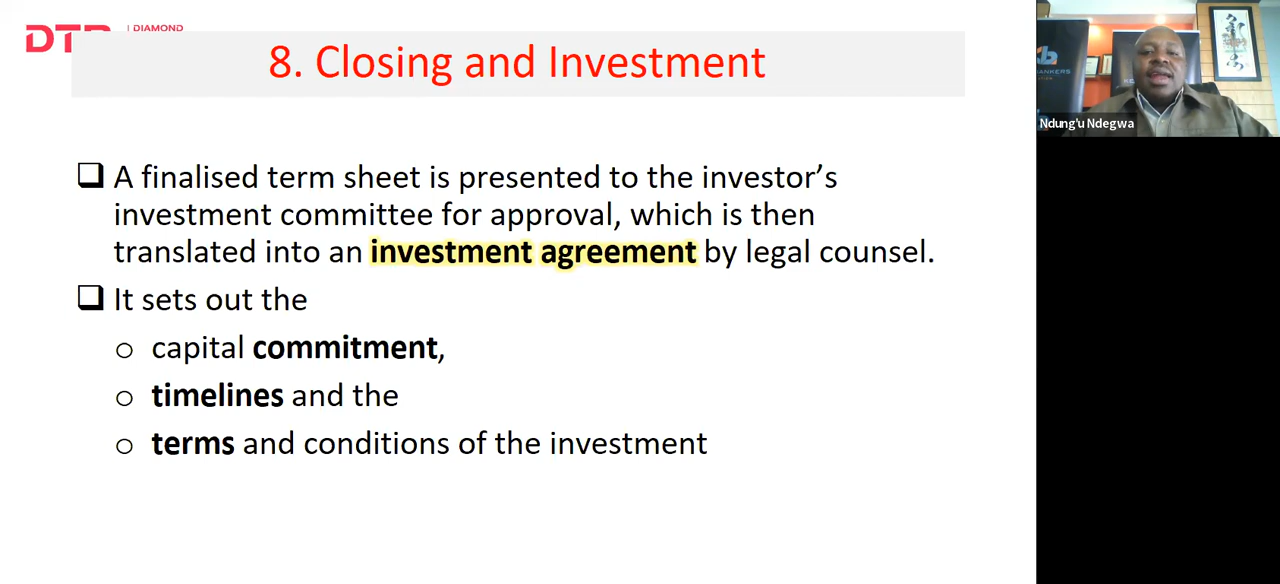 DTB | DIAMOND
8. Closing and Investment
BANKERS
Ndung'u Ndegwa
❑ A finalised term sheet is presented to the investor’s
investment committee for approval, which is then
translated into an investment agreement by legal counsel.
❑ It sets out the
o capital commitment,
o timelines and the
o terms and conditions of the investment